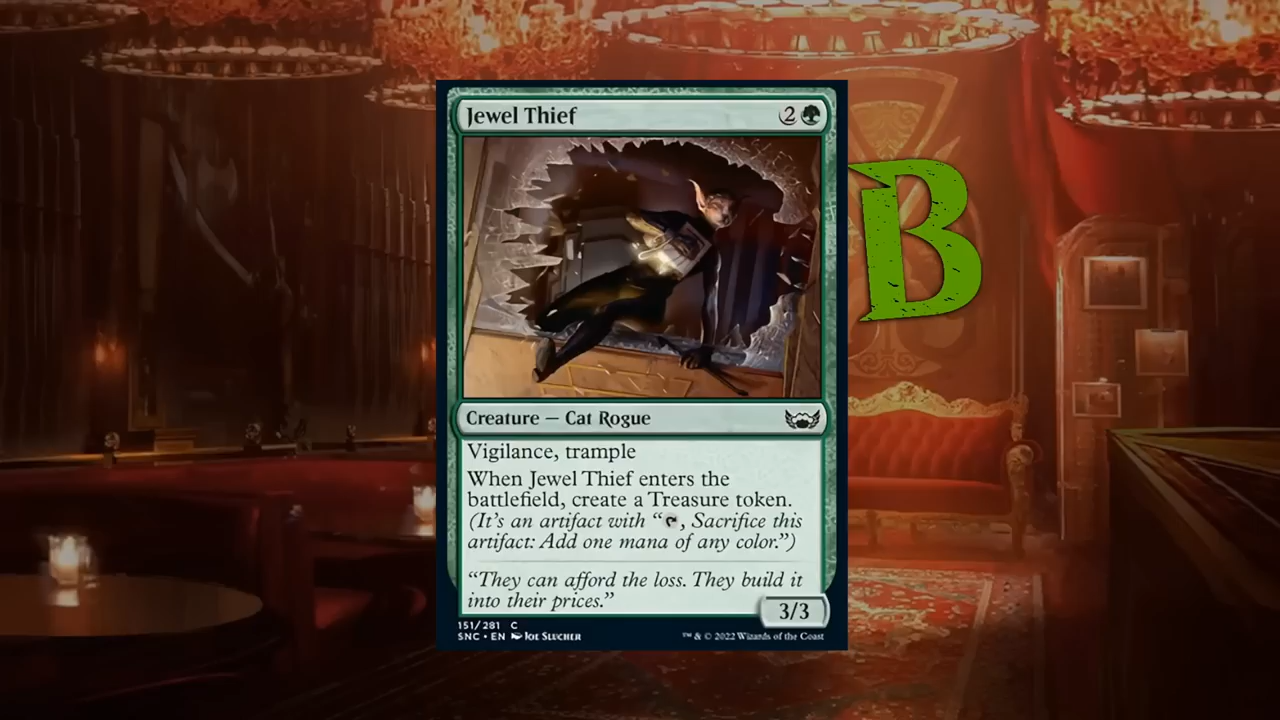 Jewel Thief
2
B
Creature — Cat Rogue
Vigilance, trample
When Jewel Thief enters the
battlefield, create a Treasure token.
(It's an artifact with “, Sacrifice this
artifact: Add one mana of any color.”)
“They can afford the loss. They build it
into their prices.”
3/3
151/281 C
SNC • EN Joe Slucher
™ & © 2022 Wizards of the Coast